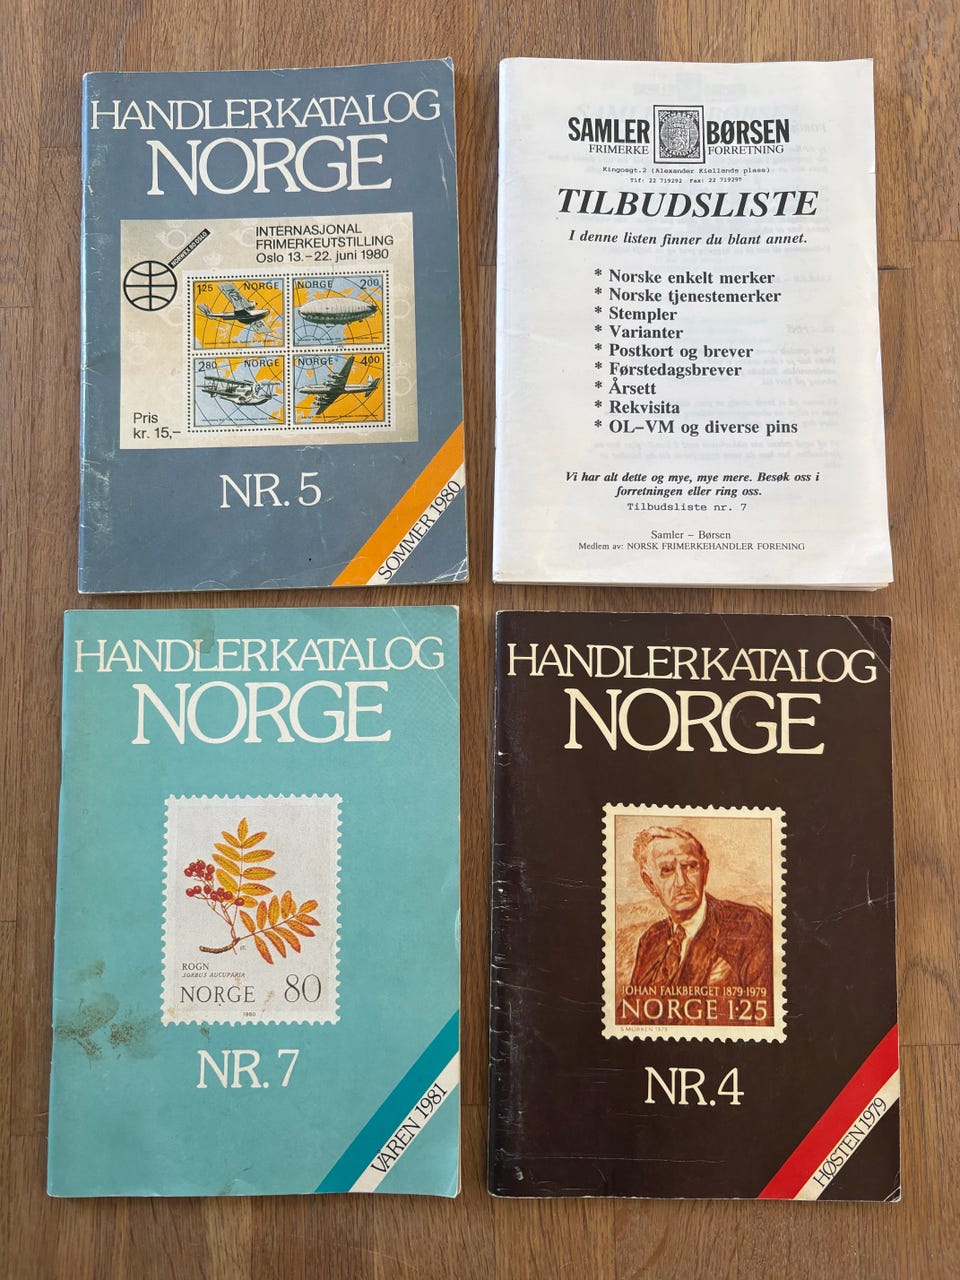 HANDLERKATALOG
NORGE
INTERNASJONAL
FRIMERKEUTSTILLING
Oslo 13.–22. juni 1980
NORWEX 80 OSLO
1.25 NORGE
NORGE 2.00
2.80 NORGE
NORGE 4.00
Pris
kr. 15,–
NR. 5
SOMMER 1980
SAMLER BØRSEN
FRIMERKE FORRETNING
Kingosgt.2 (Alexander Kiellands plass)
Tlf: 22 719292 Fax: 22 719295
TILBUDSLISTE
I denne listen finner du blant annet.
* Norske enkelt merker
* Norske tjenestemerker
* Stempler
* Varianter
* Postkort og brever
* Førstedagsbrever
* Årsett
* Rekvisita
* OL–VM og diverse pins
Vi har alt dette og mye, mye mere. Besøk oss i
forretningen eller ring oss.
Tilbudsliste nr. 7
Samler – Børsen
Medlem av: NORSK FRIMERKEHANDLER FORENING
HANDLERKATALOG
NORGE
ROGN
SORBUS AUCUPARIA
NORGE 80
1980
NR. 7
VÅREN 1981
HANDLERKATALOG
NORGE
JOHAN FALKBERGET 1879·1979
NORGE 1·25
S. MORKEN 1979
NR. 4
HØSTEN 1979